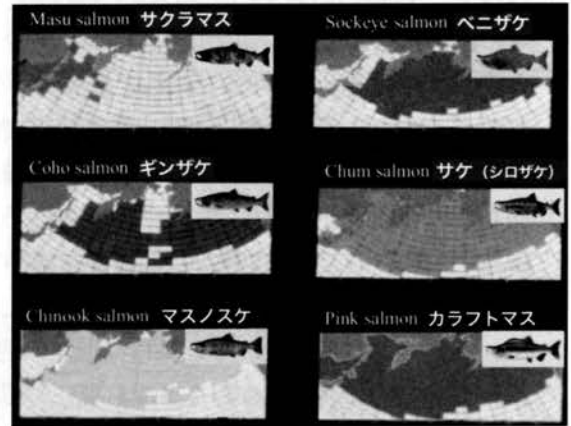 Masu salmon サクラマス
Sockeye salmon ベニザケ
Coho salmon ギンザケ
Chum salmon サケ (シロザケ)
Chinook salmon マスノスケ
Pink salmon カラフトマス